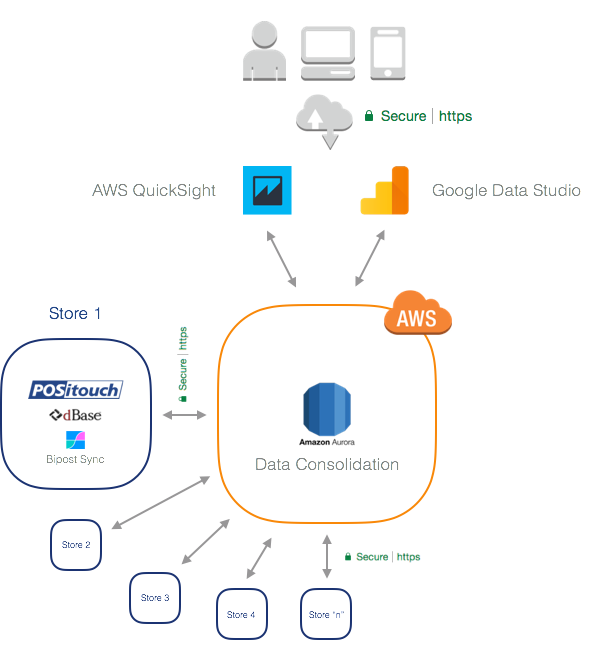 Secure | https
AWS QuickSight
Google Data Studio
AWS
Store 1
Secure | https
POSitouch
dBase
Bipost Sync
Amazon Aurora
Data Consolidation
Store 2
Store 3
Store 4
Store “n”
Secure | https